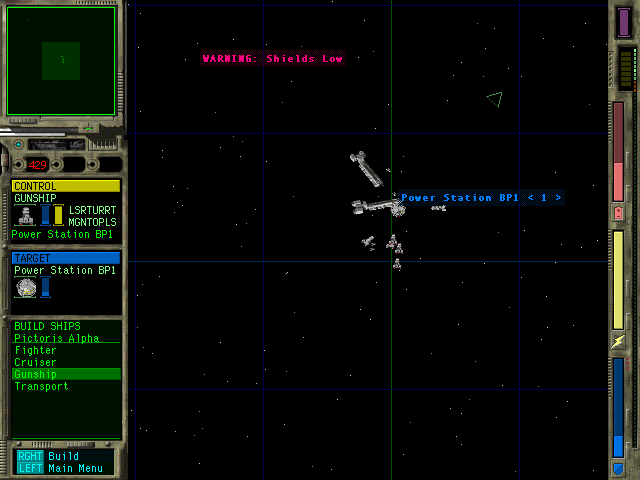 WARNING: Shields Low
429
CONTROL
GUNSHIP
LSRTURRT
MGNTOPLS
Power Station BP1
Power Station BP1 < 1 >
TARGET
Power Station BP1
BUILD SHIPS
Pictoris Alpha
Fighter
Cruiser
Gunship
Transport
RGHT Build
LEFT Main Menu